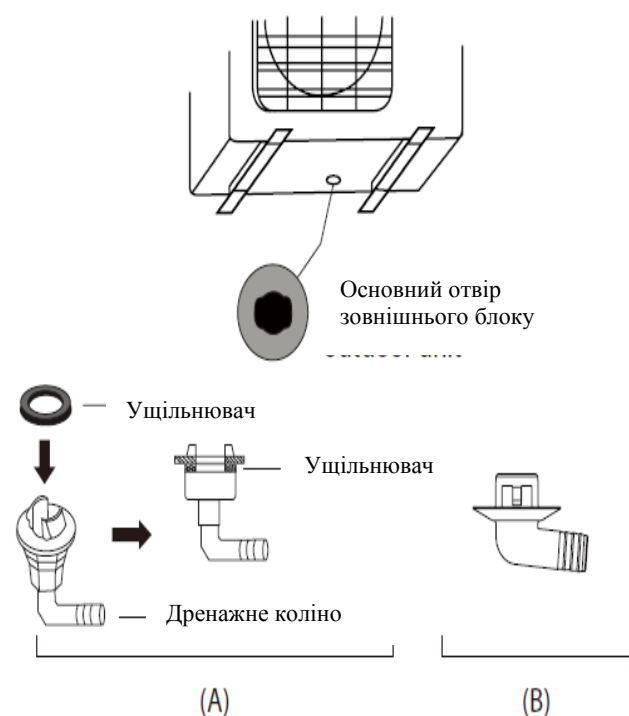 Основний отвір
зовнішнього блоку
Ущільнювач
Ущільнювач
Дренажне коліно
(A)
(B)